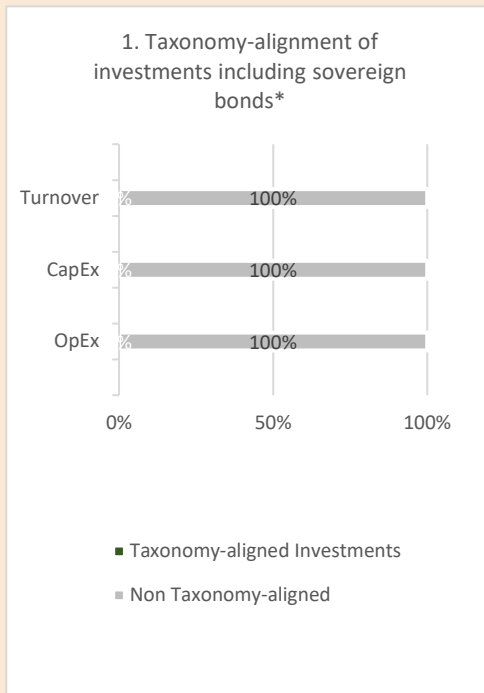 1. Taxonomy-alignment of
investments including sovereign
bonds*
Turnover
%
100%
CapEx
%
100%
OpEx
%
100%
0%
50%
100%
Taxonomy-aligned Investments
Non Taxonomy-aligned